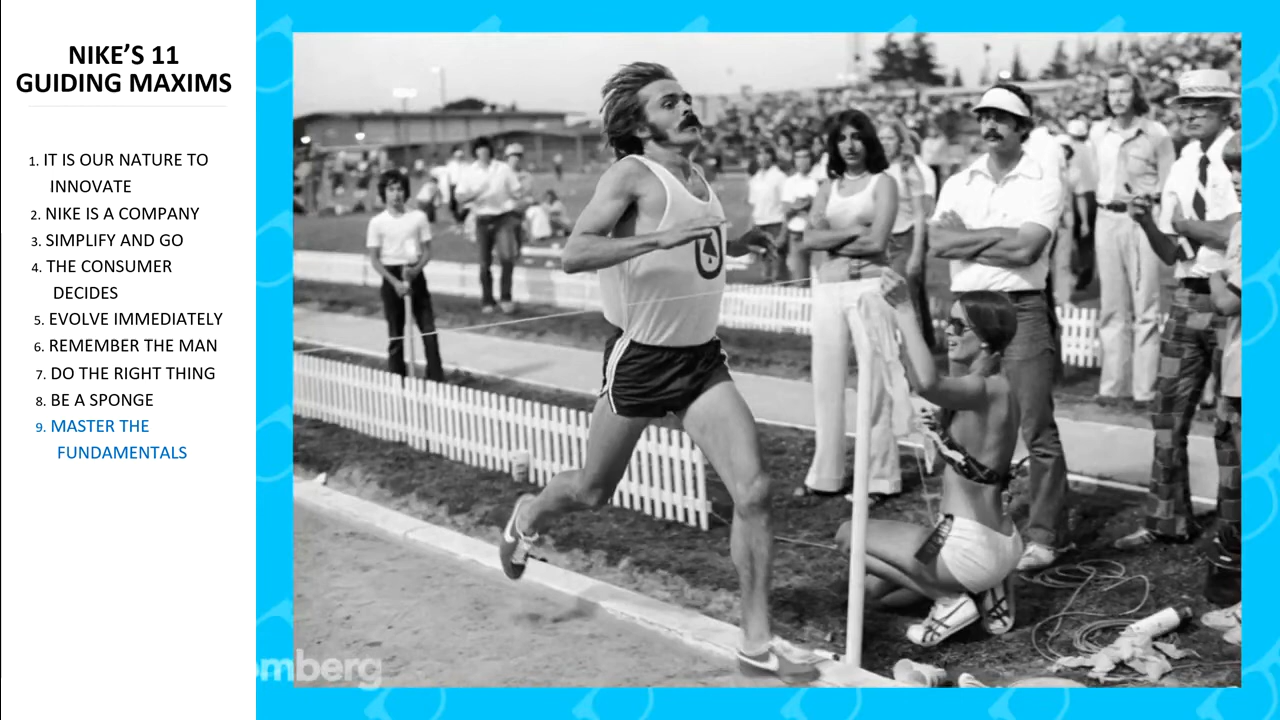 NIKE’S 11
GUIDING MAXIMS
1. IT IS OUR NATURE TO
INNOVATE
2. NIKE IS A COMPANY
3. SIMPLIFY AND GO
4. THE CONSUMER
DECIDES
5. EVOLVE IMMEDIATELY
6. REMEMBER THE MAN
7. DO THE RIGHT THING
8. BE A SPONGE
9. MASTER THE
FUNDAMENTALS
omberg